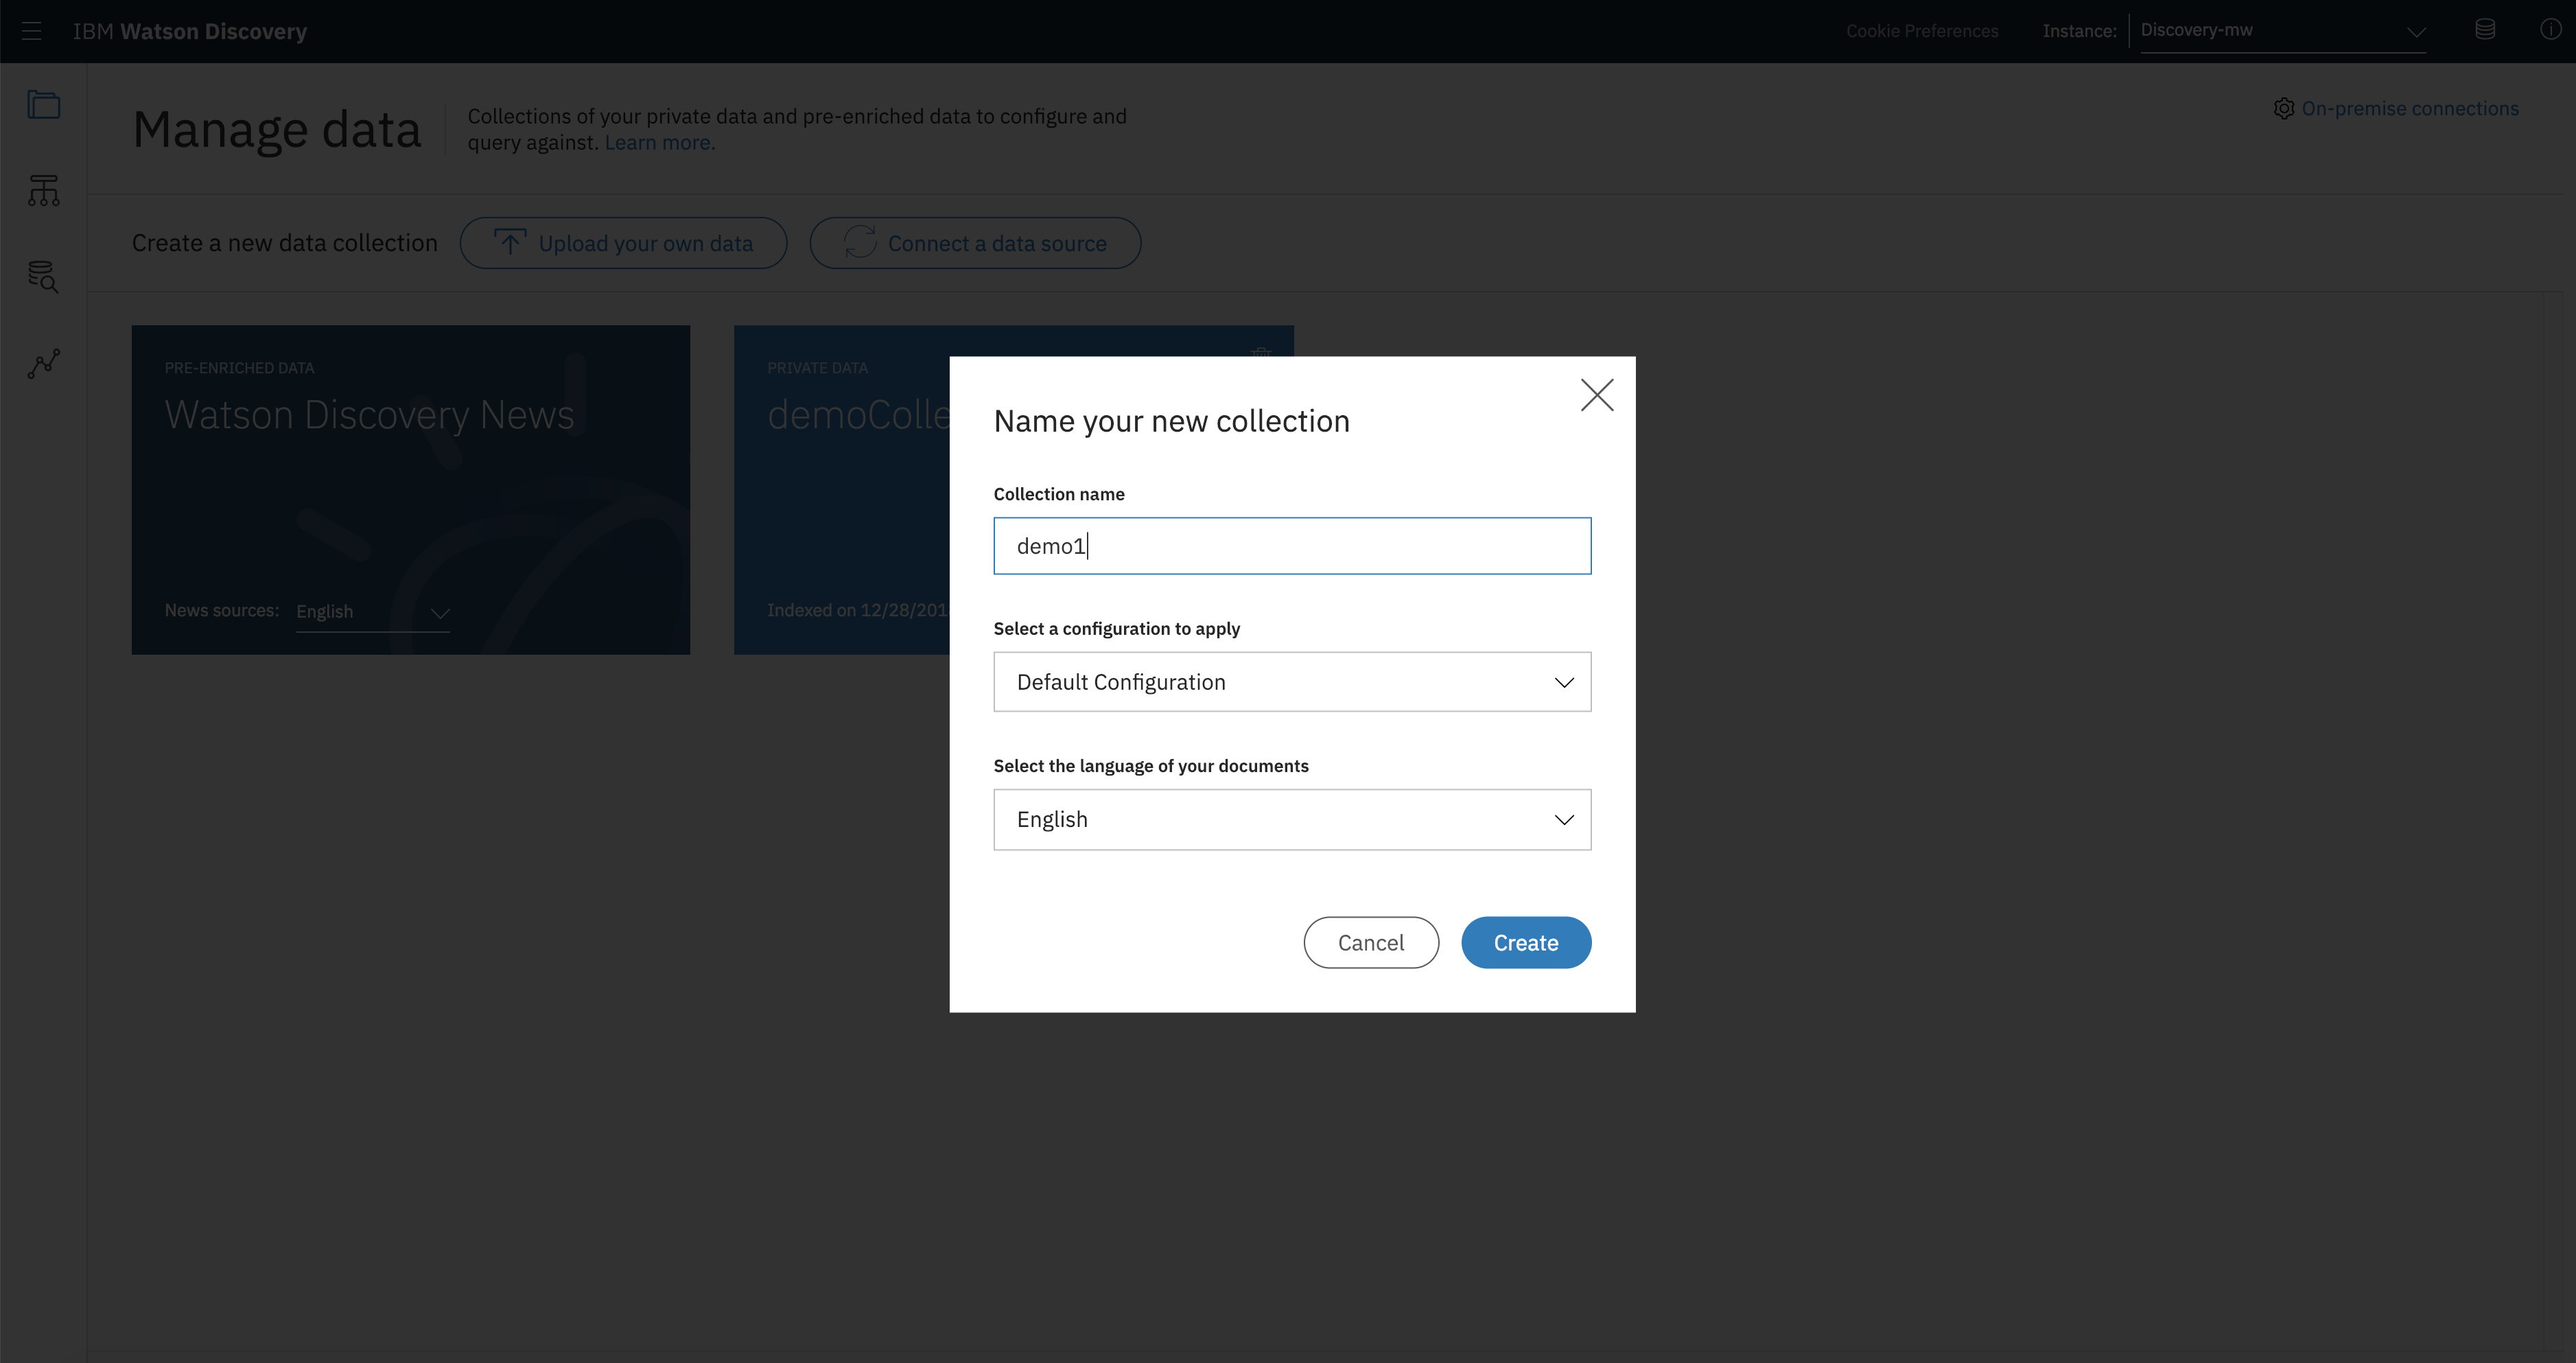 IBM Watson Discovery
Cookie Preferences
Instance:
Discovery-mw
Manage data
Collections of your private data and pre-enriched data to configure and
query against. Learn more.
On-premise connections
Create a new data collection
Upload your own data
Connect a data source
PRE-ENRICHED DATA
Watson Discovery News
News sources:
English
PRIVATE DATA
demoColle
Indexed on 12/28/201
Name your new collection
Collection name
demo1
Select a configuration to apply
Default Configuration
Select the language of your documents
English
Cancel
Create